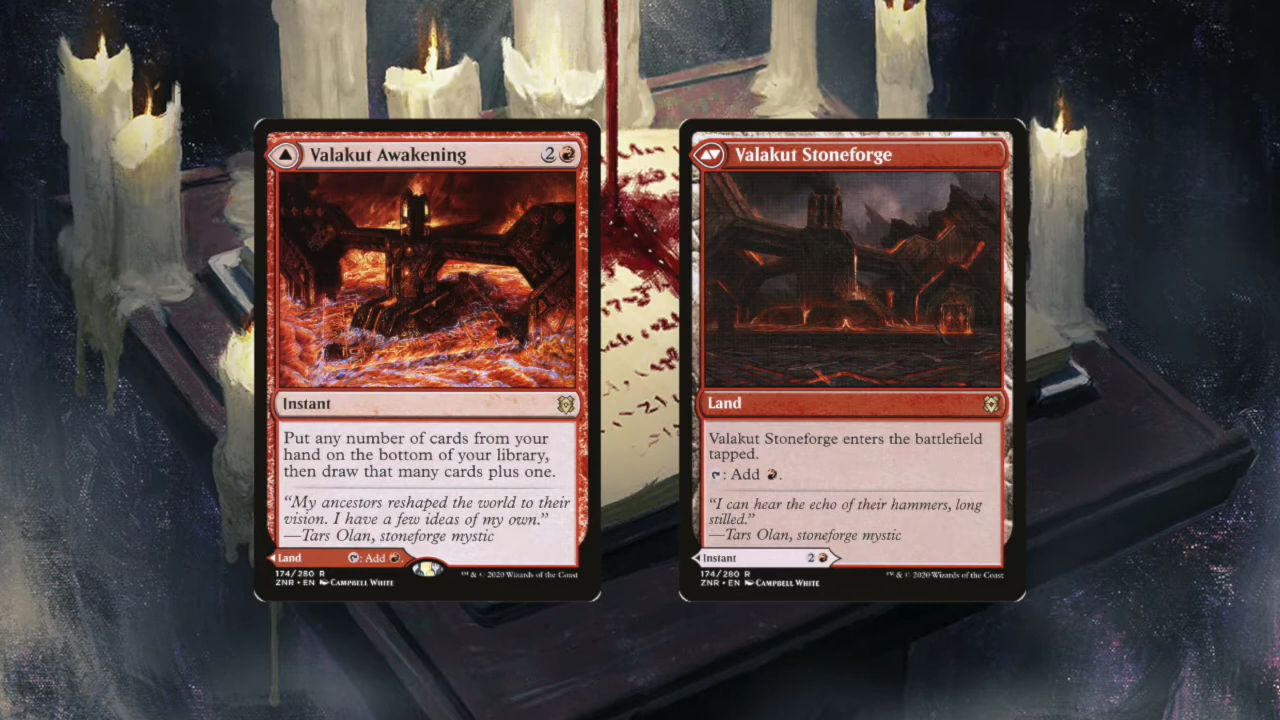 Valakut Awakening 2
Instant
Put any number of cards from your
hand on the bottom of your library,
then draw that many cards plus one.
“My ancestors reshaped the world to their
vision. I have a few ideas of my own.”
—Tars Olan, stoneforge mystic
Land : Add .
174/280 R
ZNR • EN Campbell White
™ & © 2020 Wizards of the Coast
Valakut Stoneforge
Land
Valakut Stoneforge enters the battlefield
tapped.
: Add .
“I can hear the echo of their hammers, long
stilled.”
—Tars Olan, stoneforge mystic
Instant 2
174/280 R
ZNR • EN Campbell White
™ & © 2020 Wizards of the Coast